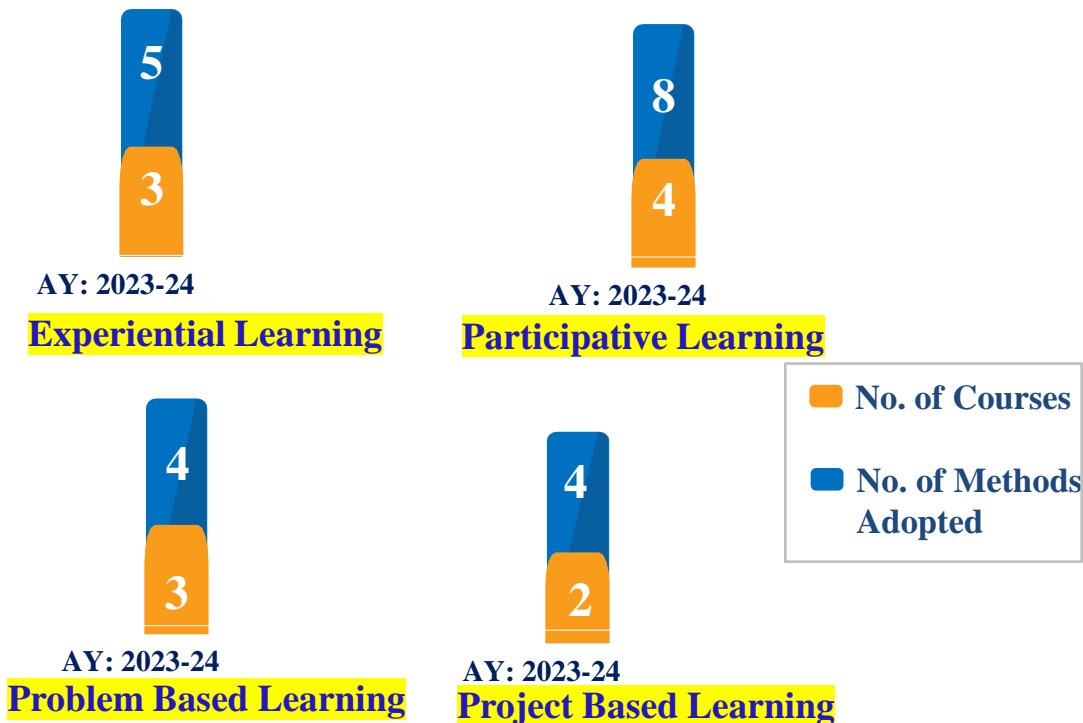 5
3
AY: 2023-24
Experiential Learning
8
4
AY: 2023-24
Participative Learning
4
3
AY: 2023-24
Problem Based Learning
4
2
AY: 2023-24
Project Based Learning
No. of Courses
No. of Methods
Adopted